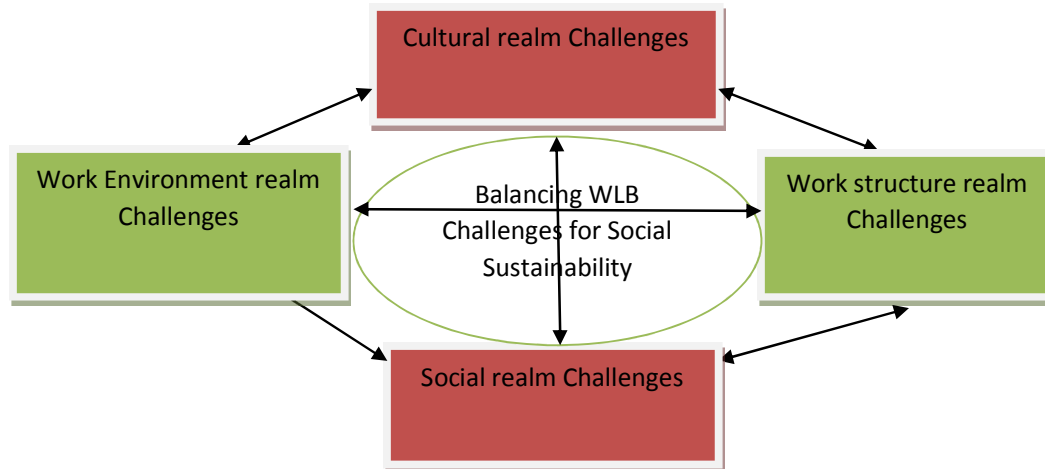 Cultural realm Challenges
Work Environment realm
Challenges
Balancing WLB
Challenges for Social
Sustainability
Work structure realm
Challenges
Social realm Challenges